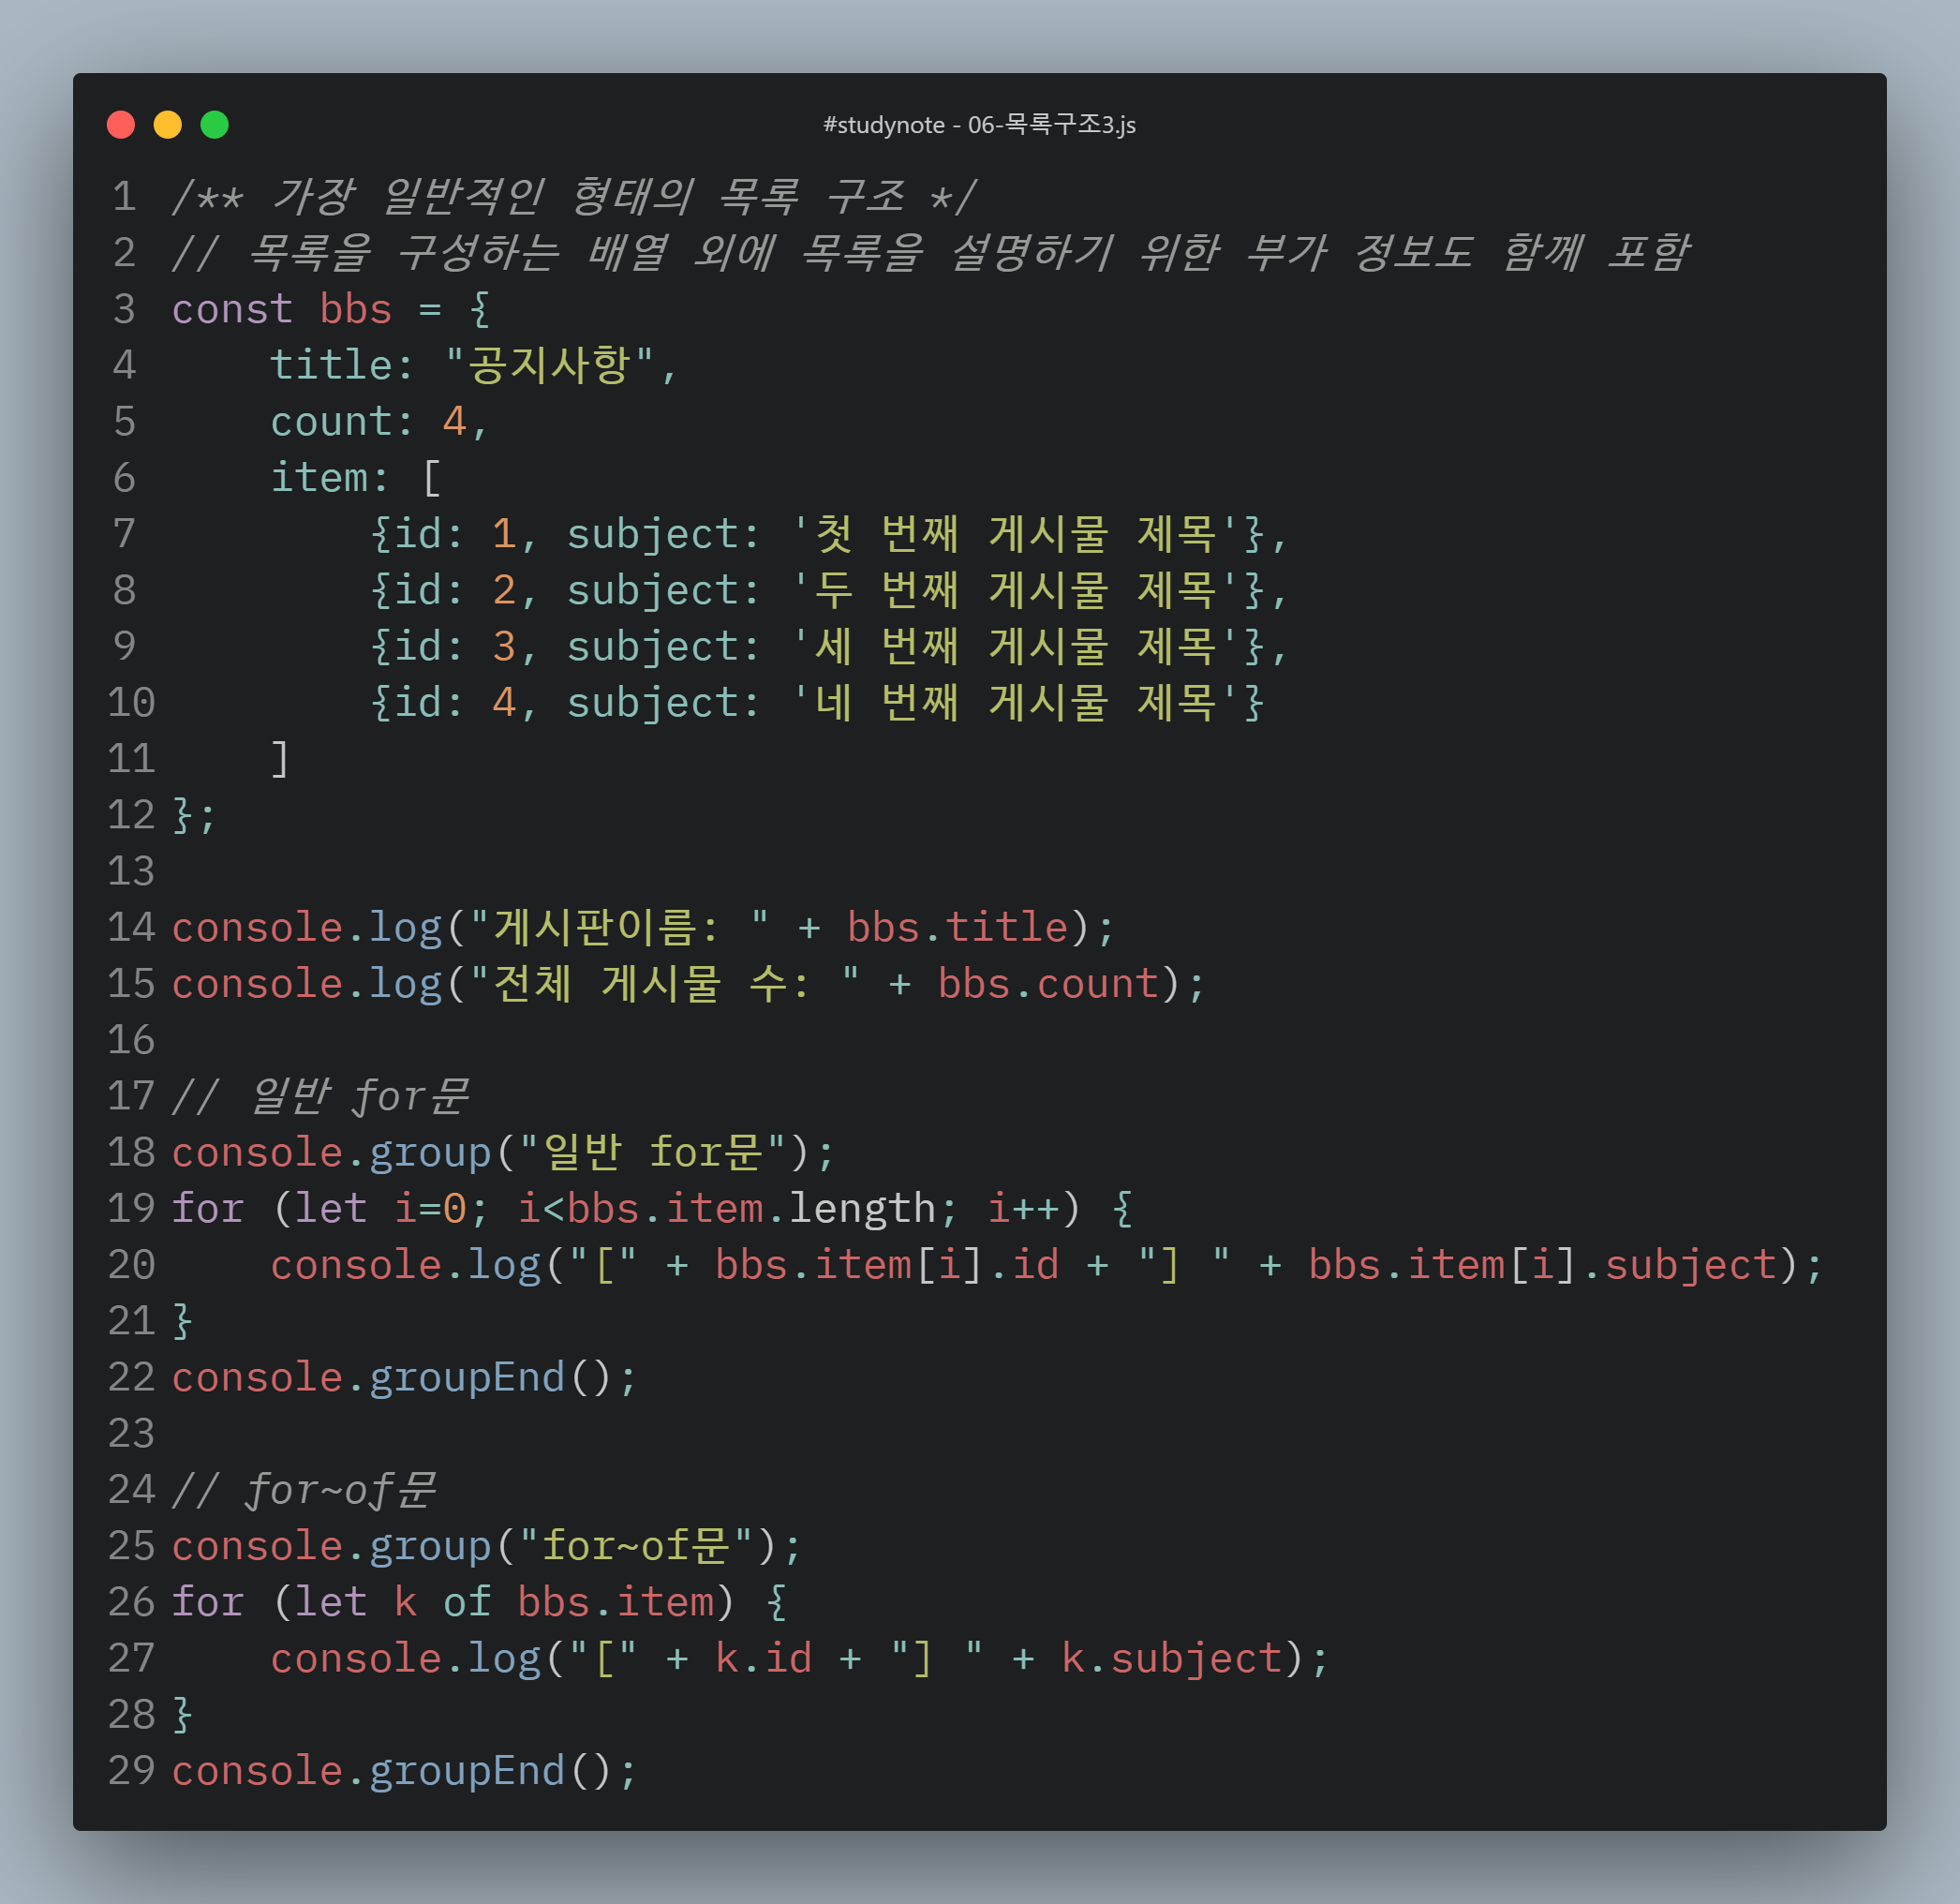 #studynote - 06-목록구조3.js
1 /** 가장 일반적인 형태의 목록 구조 */
2 // 목록을 구성하는 배열 외에 목록을 설명하기 위한 부가 정보도 함께 포함
3 const bbs = {
4     title: "공지사항",
5     count: 4,
6     item: [
7         {id: 1, subject: '첫 번째 게시물 제목'},
8         {id: 2, subject: '두 번째 게시물 제목'},
9         {id: 3, subject: '세 번째 게시물 제목'},
10         {id: 4, subject: '네 번째 게시물 제목'}
11     ]
12 };
13
14 console.log("게시판이름: " + bbs.title);
15 console.log("전체 게시물 수: " + bbs.count);
16
17 // 일반 for문
18 console.group("일반 for문");
19 for (let i=0; i<bbs.item.length; i++) {
20     console.log("[" + bbs.item[i].id + "] " + bbs.item[i].subject);
21 }
22 console.groupEnd();
23
24 // for~of문
25 console.group("for~of문");
26 for (let k of bbs.item) {
27     console.log("[" + k.id + "] " + k.subject);
28 }
29 console.groupEnd();